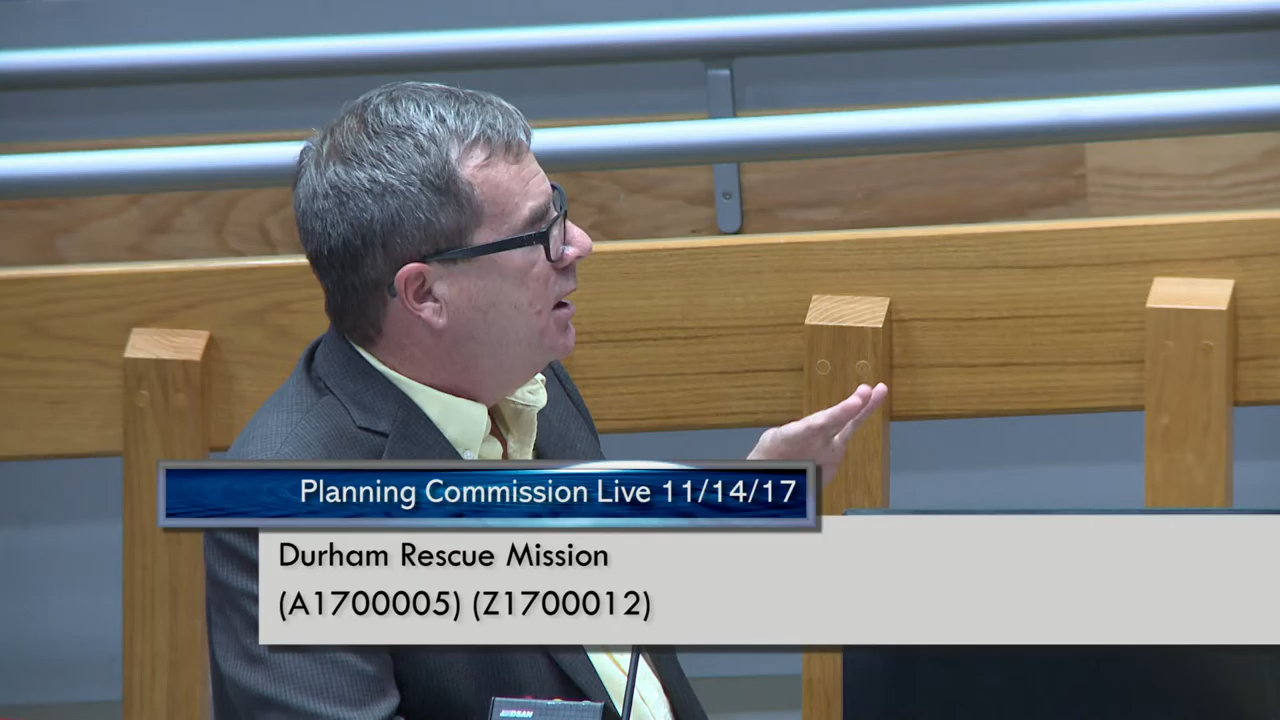 Planning Commission Live 11/14/17
Durham Rescue Mission
(A1700005) (Z1700012)